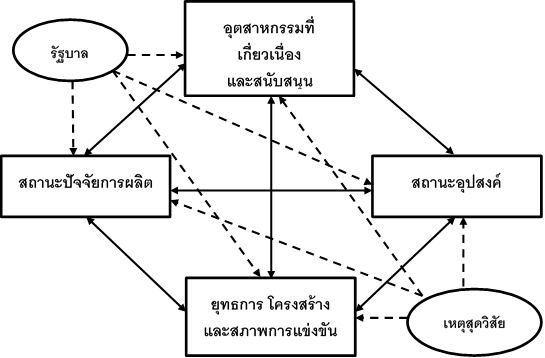 อุตสาหกรรมที่
เกี่ยวเนื่อง
และสนับสนุน
รัฐบาล
สถานะปัจจัยการผลิต
สถานะอุปสงค์
ยุทธการ โครงสร้าง
และสภาพการแข่งขัน
เหตุสุดวิสัย